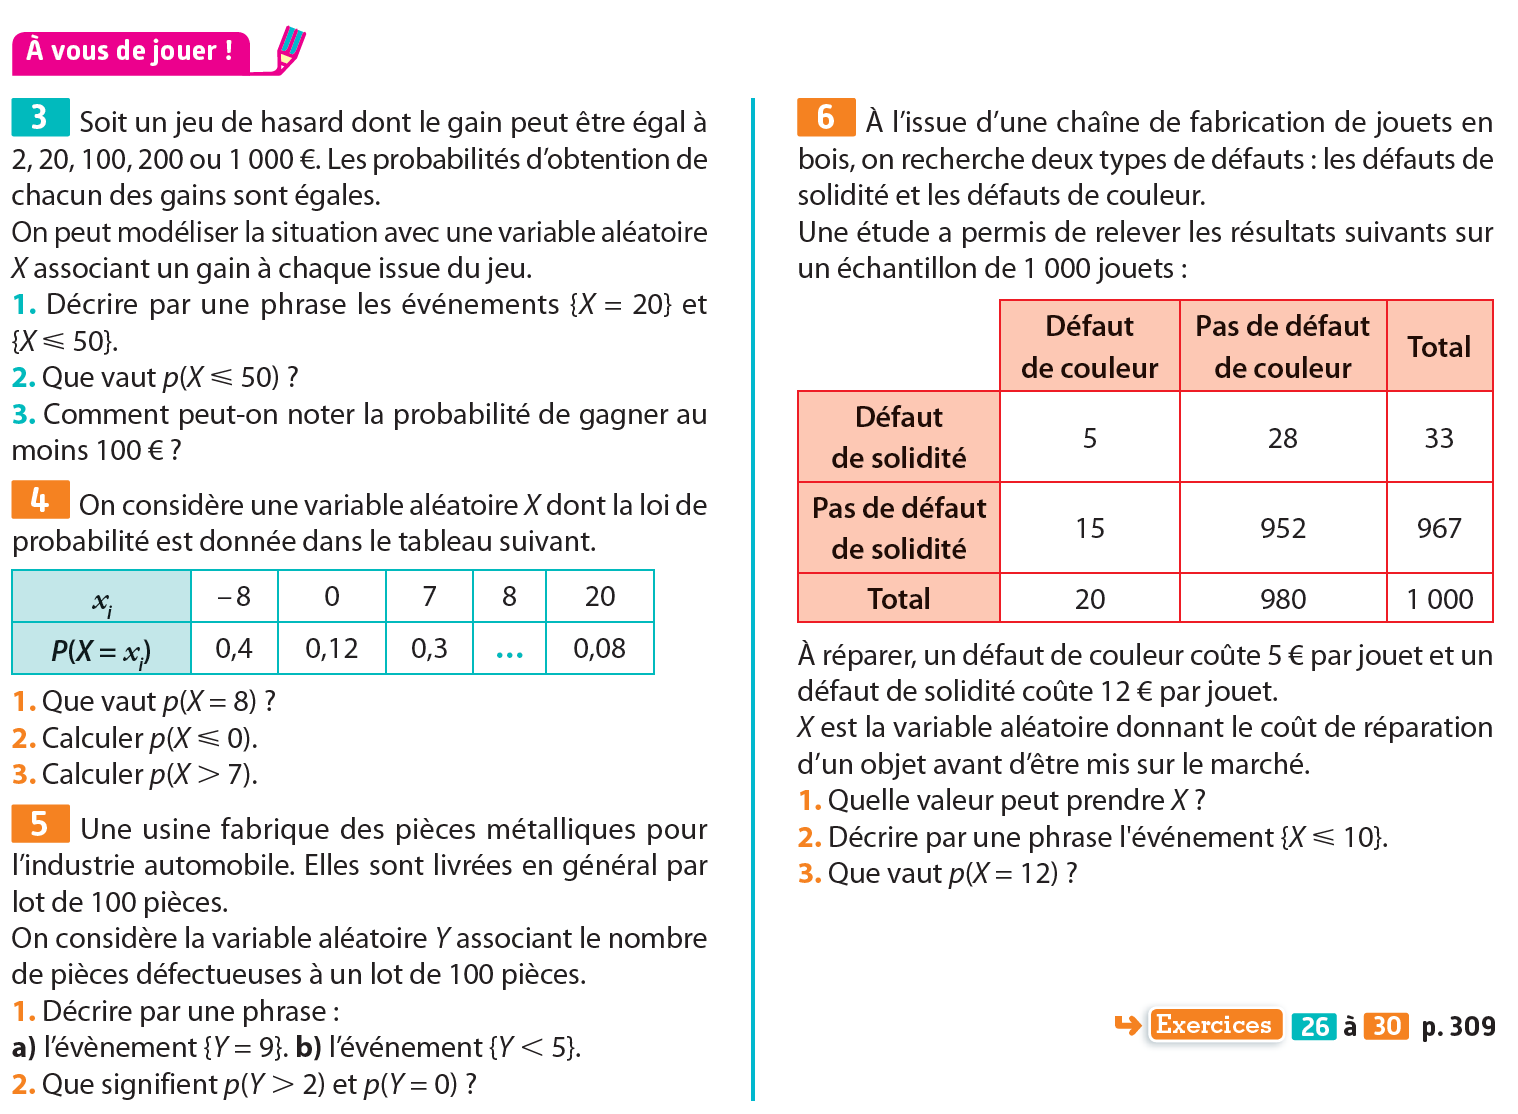 À vous de jouer !
3 Soit un jeu de hasard dont le gain peut être égal à
2, 20, 100, 200 ou 1 000 €. Les probabilités d’obtention de
chacun des gains sont égales.
On peut modéliser la situation avec une variable aléatoire
X associant un gain à chaque issue du jeu.
1. Décrire par une phrase les événements {X = 20} et
{X ⩽ 50}.
2. Que vaut p(X ⩽ 50) ?
3. Comment peut-on noter la probabilité de gagner au
moins 100 € ?
4 On considère une variable aléatoire X dont la loi de
probabilité est donnée dans le tableau suivant.
xi –8 0 7 8 20
P(X = xi) 0,4 0,12 0,3 ... 0,08
1. Que vaut p(X = 8) ?
2. Calculer p(X ⩽ 0).
3. Calculer p(X > 7).
5 Une usine fabrique des pièces métalliques pour
l’industrie automobile. Elles sont livrées en général par
lot de 100 pièces.
On considère la variable aléatoire Y associant le nombre
de pièces défectueuses à un lot de 100 pièces.
1. Décrire par une phrase :
a) l’évènement {Y = 9}. b) l’événement {Y < 5}.
2. Que signifient p(Y > 2) et p(Y = 0) ?
6 À l’issue d’une chaîne de fabrication de jouets en
bois, on recherche deux types de défauts : les défauts de
solidité et les défauts de couleur.
Une étude a permis de relever les résultats suivants sur
un échantillon de 1 000 jouets :
Défaut
de couleur
Pas de défaut
de couleur
Total
Défaut
de solidité
5 28 33
Pas de défaut
de solidité
15 952 967
Total 20 980 1 000
À réparer, un défaut de couleur coûte 5 € par jouet et un
défaut de solidité coûte 12 € par jouet.
X est la variable aléatoire donnant le coût de réparation
d’un objet avant d’être mis sur le marché.
1. Quelle valeur peut prendre X ?
2. Décrire par une phrase l'événement {X ⩽ 10}.
3. Que vaut p(X = 12) ?
Exercices 26 à 30 p. 309